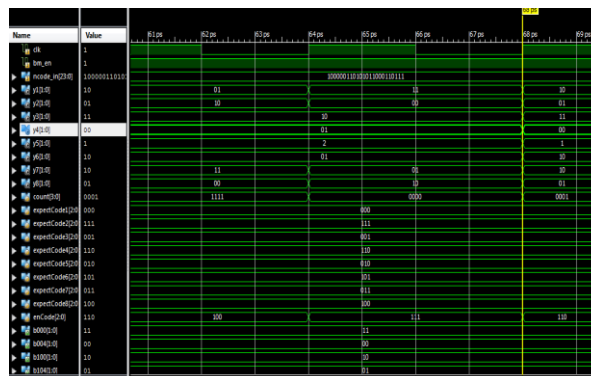 68 ps
Name Value 61 ps 62 ps 63 ps 64 ps 65 ps 66 ps 67 ps 68 ps 69 ps
clk 1
bm_en 1
ncode_in[23:0] 100000110101 100000110101011000110111
y1[1:0] 10 01 11 10
y2[1:0] 01 10 00 01
y3[1:0] 11 10 11
y4[1:0] 00 01 00
y5[1:0] 1 2 1
y6[1:0] 10 01 10
y7[1:0] 10 11 01 10
y8[1:0] 01 00 10 01
count[3:0] 0001 1111 0000 0001
expectCode1[2:0 000 000
expectCode2[2:0 111 111
expectCode3[2:0 001 001
expectCode4[2:0 110 110
expectCode5[2:0 010 010
expectCode6[2:0 101 101
expectCode7[2:0 011 011
expectCode8[2:0 100 100
enCode[2:0] 110 100 111 110
b000[1:0] 11 11
b004[1:0] 00 00
b100[1:0] 10 10
b104[1:0] 01 01